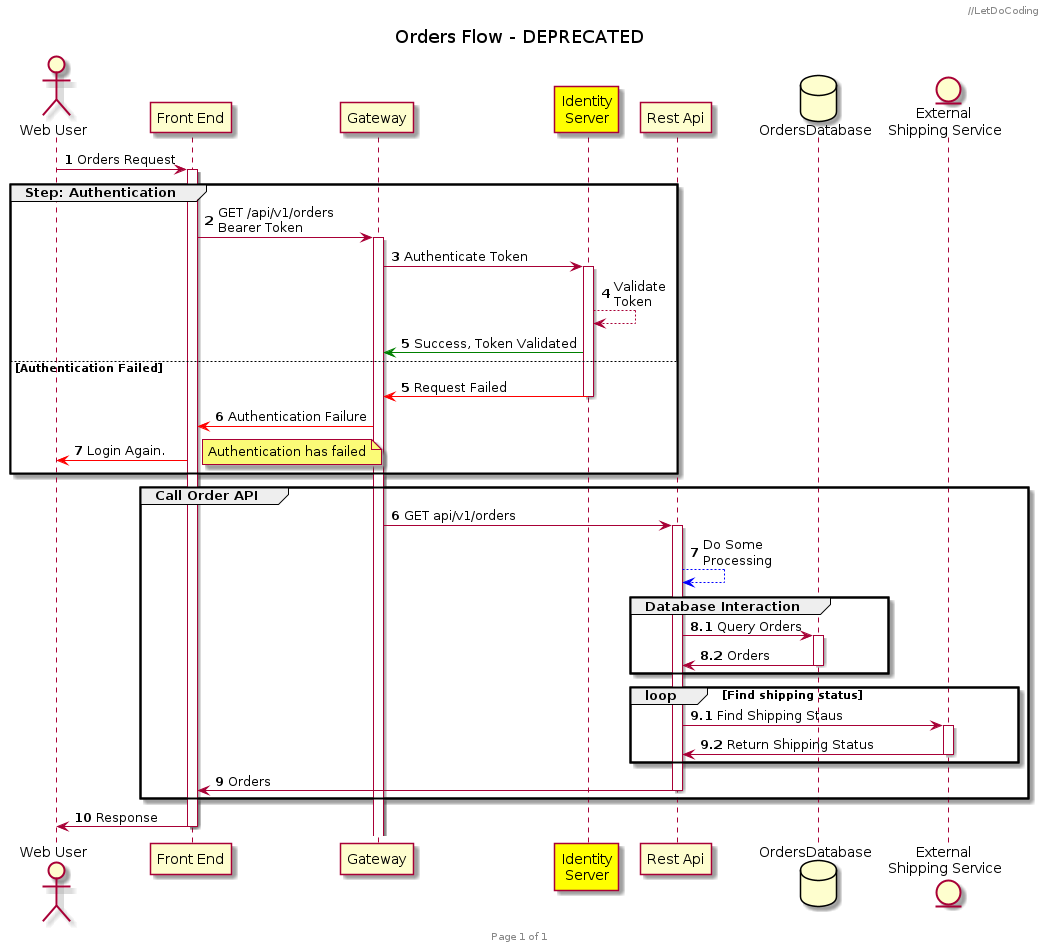 //LetDoCoding
Orders Flow - DEPRECATED
Web User
Front End
Gateway
Identity
Server
Rest Api
OrdersDatabase
External
Shipping Service
1 Orders Request
Step: Authentication
2 GET /api/v1/orders
Bearer Token
3 Authenticate Token
4 Validate
Token
5 Success, Token Validated
[Authentication Failed]
5 Request Failed
6 Authentication Failure
7 Login Again.
Authentication has failed
Call Order API
6 GET api/v1/orders
7 Do Some
Processing
Database Interaction
8.1 Query Orders
8.2 Orders
loop [Find shipping status]
9.1 Find Shipping Staus
9.2 Return Shipping Status
9 Orders
10 Response
Web User
Front End
Gateway
Identity
Server
Rest Api
OrdersDatabase
External
Shipping Service
Page 1 of 1